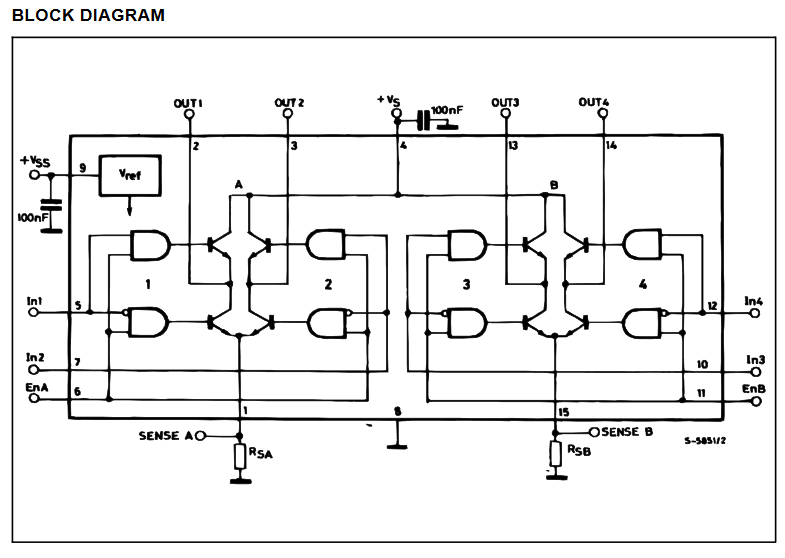 BLOCK DIAGRAM
OUT1
OUT2
+VS
100nF
OUT3
OUT4
2
3
4
13
14
+VSS
9
Vref
A
B
100nF
1
2
3
4
In1
5
12
In4
In2
7
10
In3
EnA
6
11
EnB
1
8
15
SENSE A
RSA
SENSE B
RSB
S-5851/2